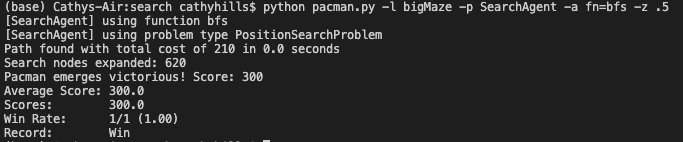 (base) Cathys-Air:search cathyhills$ python pacman.py -l bigMaze -p SearchAgent -a fn=bfs -z .5
[SearchAgent] using function bfs
[SearchAgent] using problem type PositionSearchProblem
Path found with total cost of 210 in 0.0 seconds
Search nodes expanded: 620
Pacman emerges victorious! Score: 300
Average Score: 300.0
Scores:        300.0
Win Rate:      1/1 (1.00)
Record:        Win